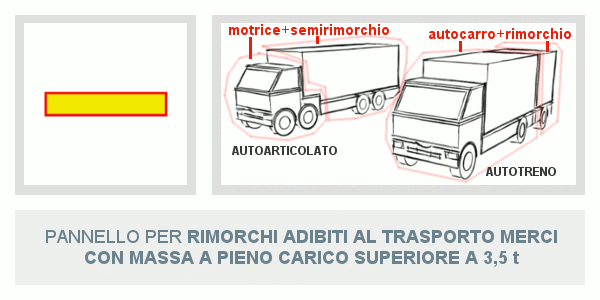 motrice+semirimorchio
autocarro+rimorchio
AUTOARTICOLATO
AUTOTRENO
PANNELLO PER RIMORCHI ADIBITI AL TRASPORTO MERCI
CON MASSA A PIENO CARICO SUPERIORE A 3,5 t